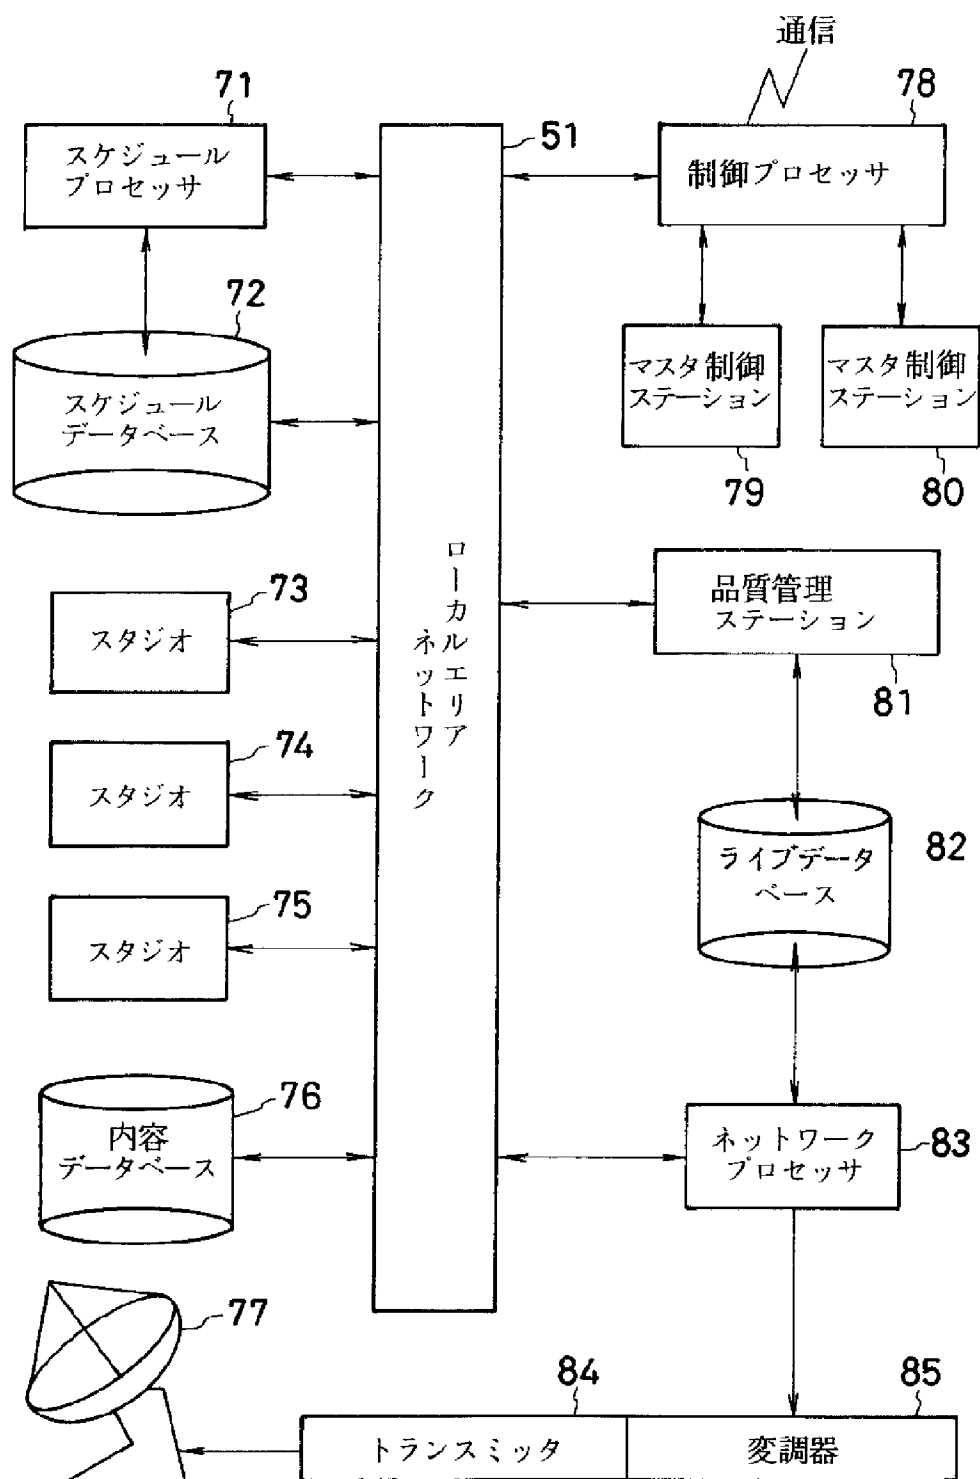 通信
71
78
51
スケジュール
プロセッサ
制御プロセッサ
72
スケジュール
データベース
マスタ制御
ステーション
マスタ制御
ステーション
79
80
ローカルエリア
ネットワーク
73
スタジオ
品質管理
ステーション
81
74
スタジオ
82
ライブデータ
ベース
75
スタジオ
76
内容
データベース
ネットワーク
プロセッサ
83
77
84
85
トランスミッタ
変調器